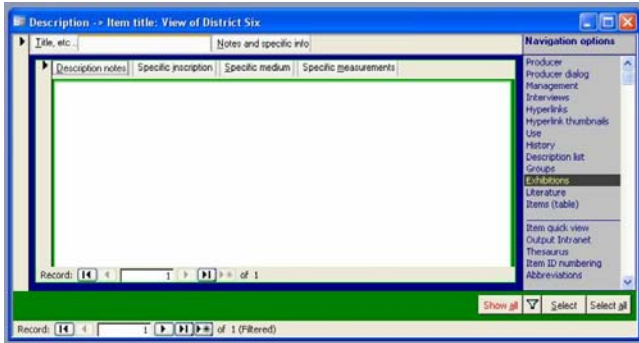 Description -> Item title: View of District Six
Title, etc .. Notes and specific info
Navigation options
Description notes Specific inscription Specific medium Specific measurements
Producer
Producer dialog
Management
Interviews
Hyperlinks
Hyperlink thumbnails
Use
History
Description list
Groups
Exhibitions
Literature
Items (table)
Item quick view
Output Intranet
Thesaurus
Item ID numbering
Abbreviations
Record: 1 of 1
Show all Select Select all
Record: 1 of 1 (Filtered)